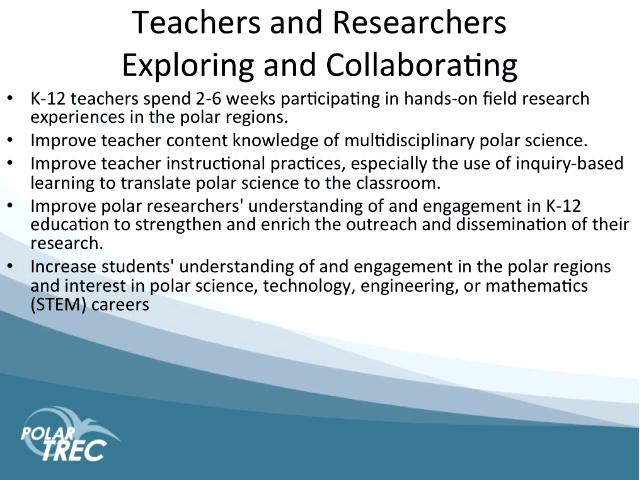 Teachers and Researchers
Exploring and Collaborating
• K-12 teachers spend 2-6 weeks participating in hands-on field research
experiences in the polar regions.
• Improve teacher content knowledge of multidisciplinary polar science.
• Improve teacher instructional practices, especially the use of inquiry-based
learning to translate polar science to the classroom.
• Improve polar researchers' understanding of and engagement in K-12
education to strengthen and enrich the outreach and dissemination of their
research.
• Increase students' understanding of and engagement in the polar regions
and interest in polar science, technology, engineering, or mathematics
(STEM) careers
POLAR
TREC